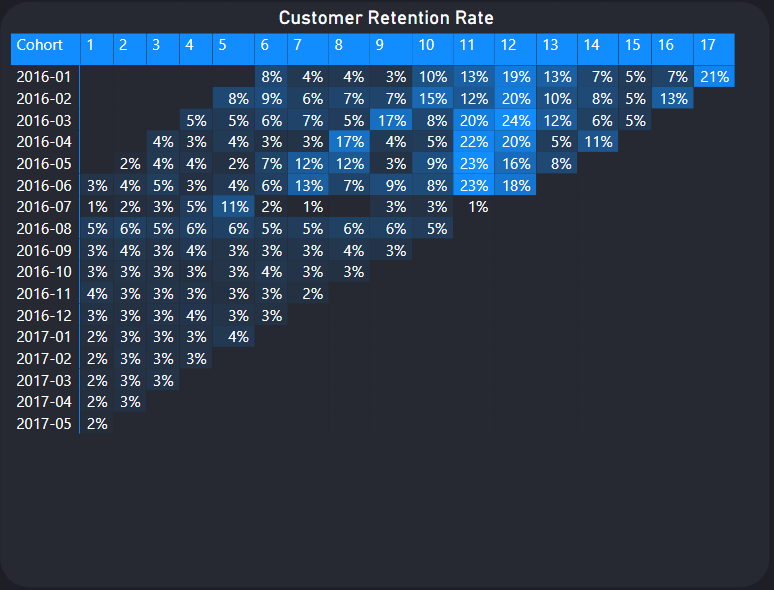 Customer Retention Rate
Cohort 1 2 3 4 5 6 7 8 9 10 11 12 13 14 15 16 17
2016-01 8% 4% 4% 3% 10% 13% 19% 13% 7% 5% 7% 21%
2016-02 8% 9% 6% 7% 7% 15% 12% 20% 10% 8% 5% 13%
2016-03 5% 5% 6% 7% 5% 17% 8% 20% 24% 12% 6% 5%
2016-04 4% 3% 4% 3% 3% 17% 4% 5% 22% 20% 5% 11%
2016-05 2% 4% 4% 2% 7% 12% 12% 3% 9% 23% 16% 8%
2016-06 3% 4% 5% 3% 4% 6% 13% 7% 9% 8% 23% 18%
2016-07 1% 2% 3% 5% 11% 2% 1% 3% 3% 1%
2016-08 5% 6% 5% 6% 6% 5% 5% 6% 6% 5%
2016-09 3% 4% 3% 4% 3% 3% 3% 4% 3%
2016-10 3% 3% 3% 3% 3% 4% 3% 3%
2016-11 4% 3% 3% 3% 3% 3% 2%
2016-12 3% 3% 3% 4% 3% 3%
2017-01 2% 3% 3% 3% 4%
2017-02 2% 3% 3% 3%
2017-03 2% 3% 3%
2017-04 2% 3%
2017-05 2%